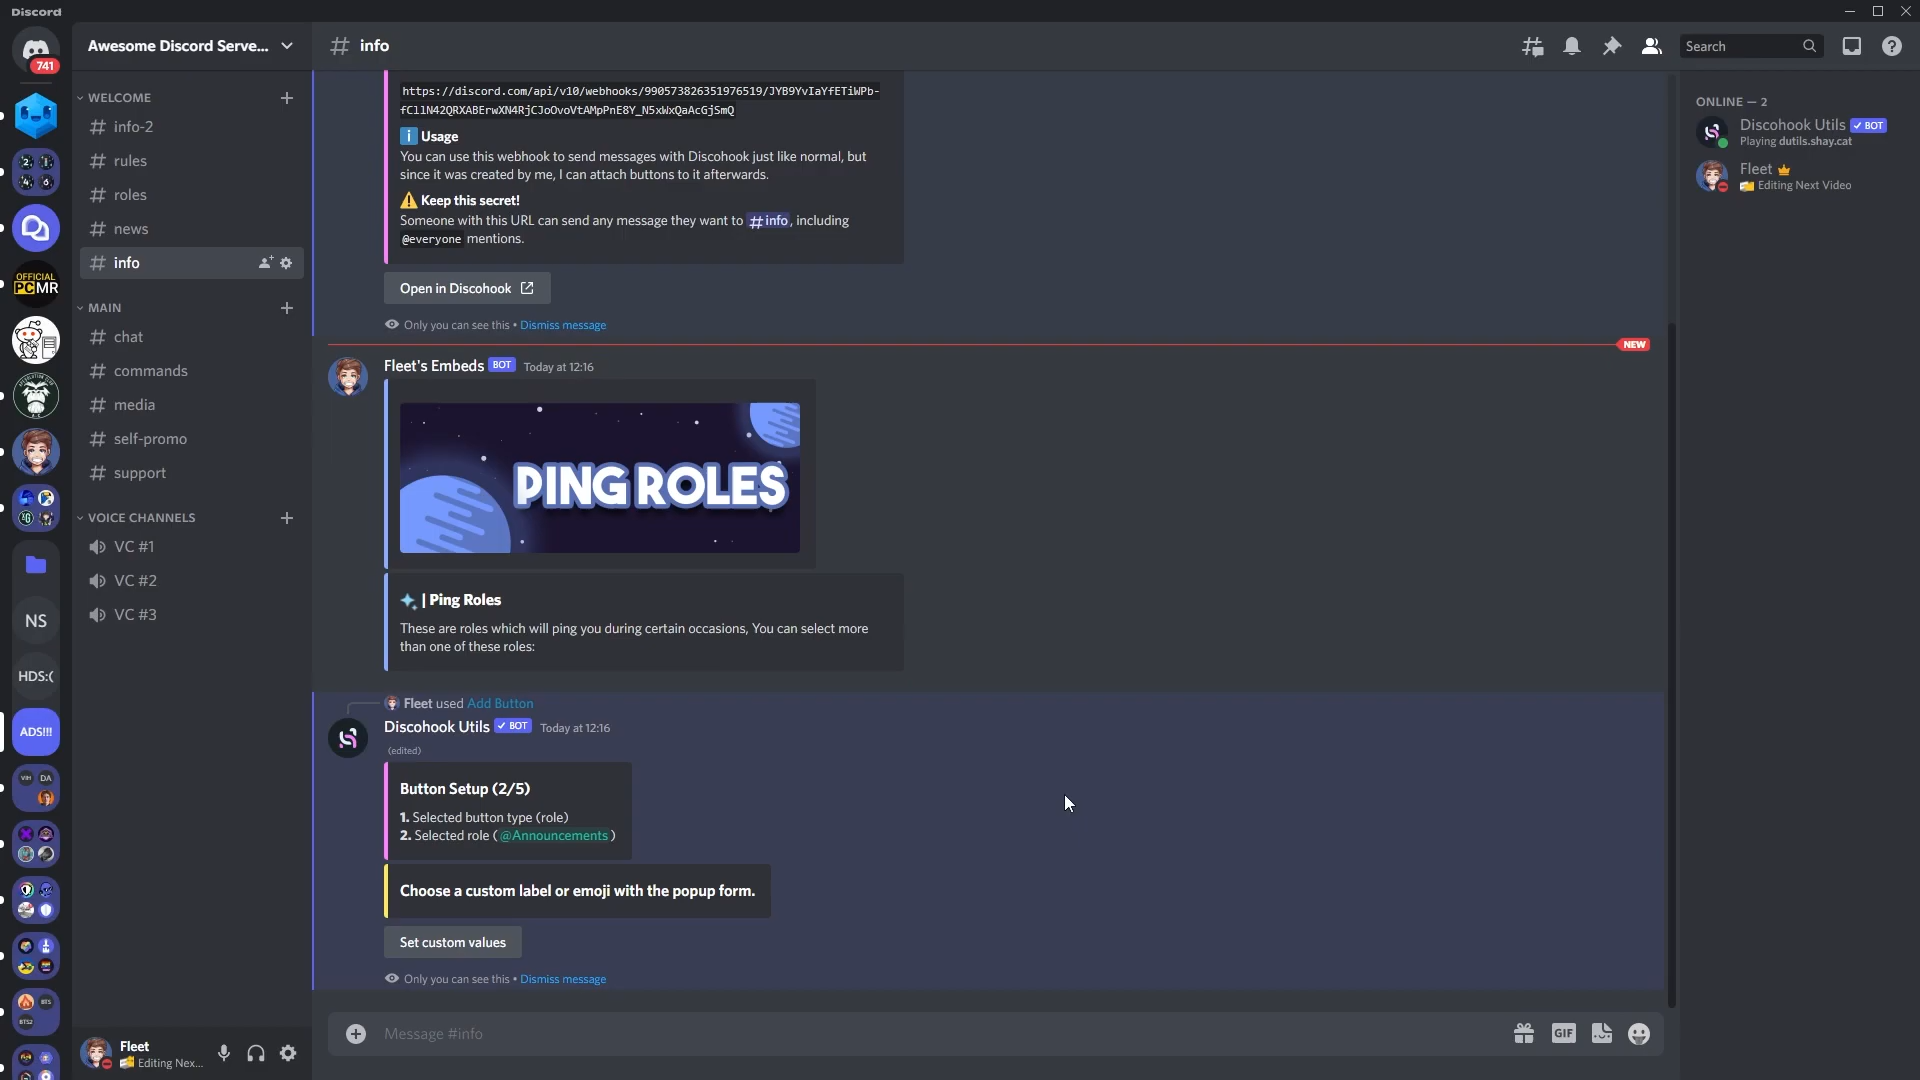 Discord
741
OFFICIAL
PCMR
NS
HDS:(
ADS!!!
VIH
DA
BTS
BTS2
Awesome Discord Serve...
WELCOME
info-2
rules
roles
news
info
MAIN
chat
commands
media
self-promo
support
VOICE CHANNELS
VC #1
VC #2
VC #3
Fleet
Editing Nex...
info
Search
https://discord.com/api/v10/webhooks/990573826351976519/JYB9YvIaYfETiWPb-
fCl1N42QRXABErwXN4RjCJoOvoVtAMpPnE8Y_N5xWxQaAcGjSmQ
Usage
You can use this webhook to send messages with Discohook just like normal, but
since it was created by me, I can attach buttons to it afterwards.
Keep this secret!
Someone with this URL can send any message they want to #info, including
@everyone mentions.
Open in Discohook
Only you can see this • Dismiss message
NEW
Fleet's Embeds BOT Today at 12:16
PING ROLES
| Ping Roles
These are roles which will ping you during certain occasions, You can select more
than one of these roles:
Fleet used Add Button
Discohook Utils ✓ BOT Today at 12:16
(edited)
Button Setup (2/5)
1. Selected button type (role)
2. Selected role ( @Announcements )
Choose a custom label or emoji with the popup form.
Set custom values
Only you can see this • Dismiss message
Message #info
GIF
ONLINE — 2
Discohook Utils ✓ BOT
Playing dutils.shay.cat
Fleet
Editing Next Video